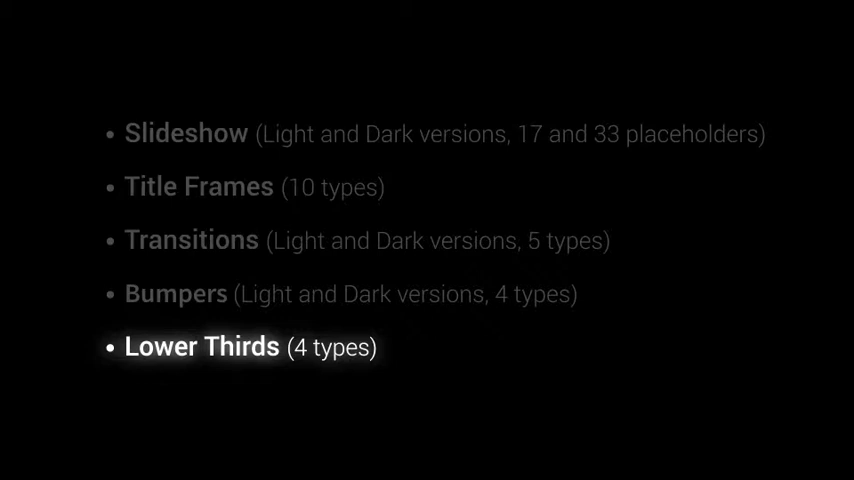 • Slideshow (Light and Dark versions, 17 and 33 placeholders)
• Title Frames (10 types)
• Transitions (Light and Dark versions, 5 types)
• Bumpers (Light and Dark versions, 4 types)
• Lower Thirds (4 types)